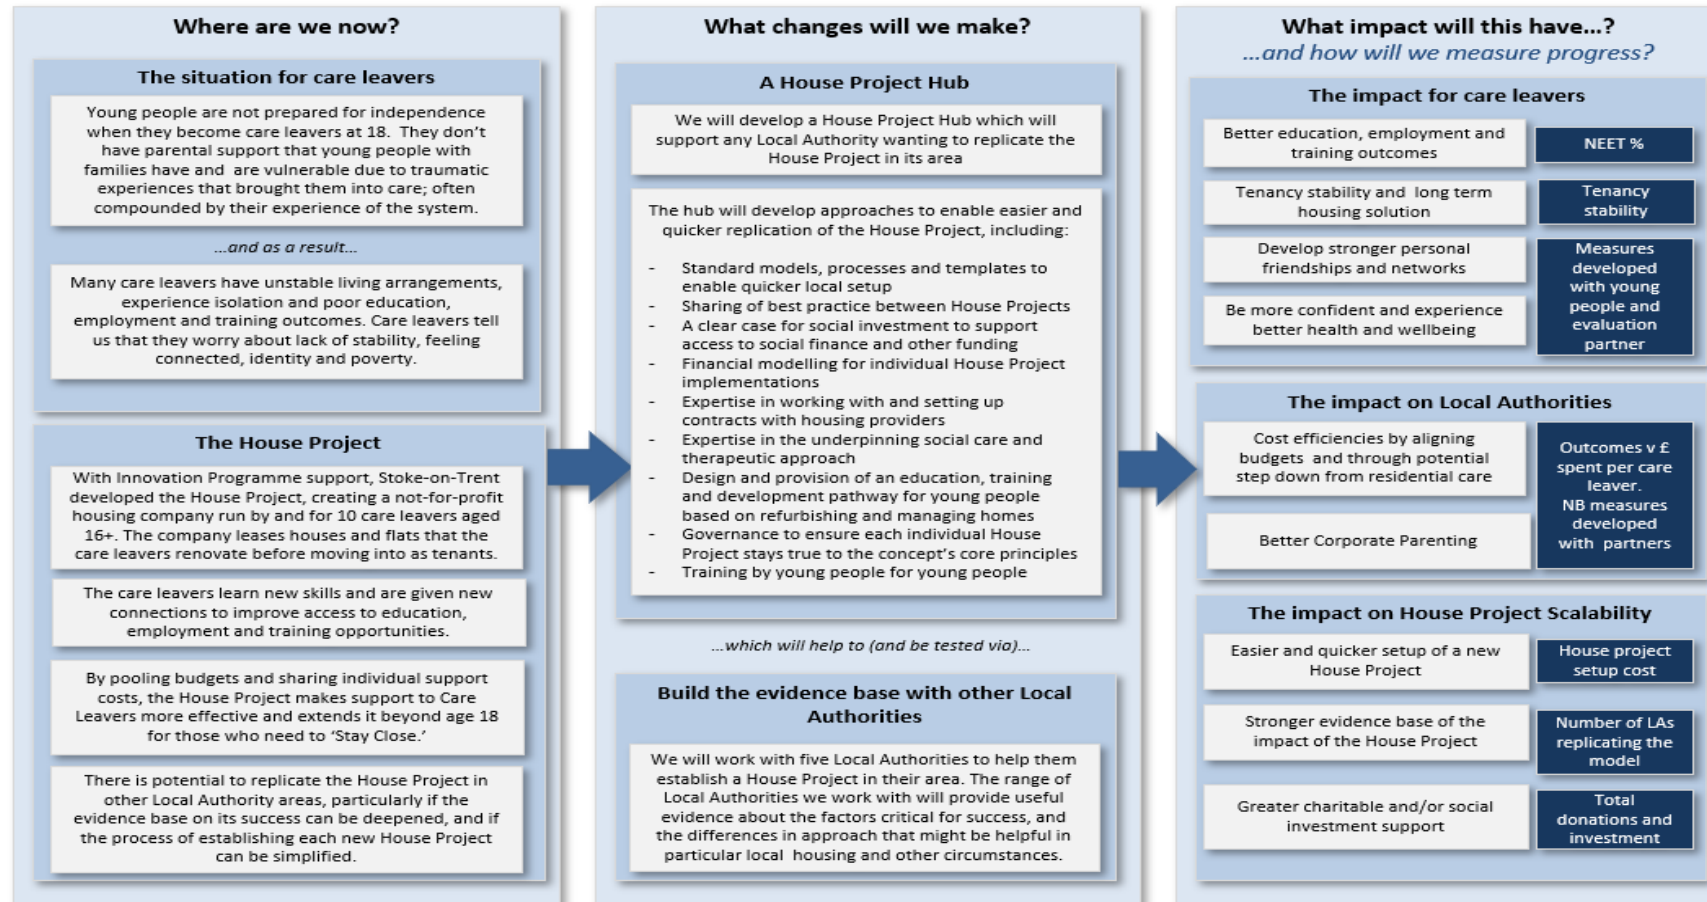 Where are we now?
The situation for care leavers
Young people are not prepared for independence
when they become care leavers at 18. They don't
have parental support that young people with
families have and are vulnerable due to traumatic
experiences that brought them into care; often
compounded by their experience of the system.
...and as a result...
Many care leavers have unstable living arrangements,
experience isolation and poor education,
employment and training outcomes. Care leavers tell
us that they worry about lack of stability, feeling
connected, identity and poverty.
The House Project
With Innovation Programme support, Stoke-on-Trent
developed the House Project, creating a not-for-profit
housing company run by and for 10 care leavers aged
16+. The company leases houses and flats that the
care leavers renovate before moving into as tenants.
The care leavers learn new skills and are given new
connections to improve access to education,
employment and training opportunities.
By pooling budgets and sharing individual support
costs, the House Project makes support to Care
Leavers more effective and extends it beyond age 18
for those who need to 'Stay Close.'
There is potential to replicate the House Project in
other Local Authority areas, particularly if the
evidence base on its success can be deepened, and if
the process of establishing each new House Project
can be simplified.
What changes will we make?
A House Project Hub
We will develop a House Project Hub which will
support any Local Authority wanting to replicate the
House Project in its area
The hub will develop approaches to enable easier and
quicker replication of the House Project, including:
- Standard models, processes and templates to
enable quicker local setup
- Sharing of best practice between House Projects
- A clear case for social investment to support
access to social finance and other funding
- Financial modelling for individual House Project
implementations
- Expertise in working with and setting up
contracts with housing providers
- Expertise in the underpinning social care and
therapeutic approach
- Design and provision of an education, training
and development pathway for young people
based on refurbishing and managing homes
- Governance to ensure each individual House
Project stays true to the concept's core principles
- Training by young people for young people
...which will help to (and be tested via)...
Build the evidence base with other Local
Authorities
We will work with five Local Authorities to help them
establish a House Project in their area. The range of
Local Authorities we work with will provide useful
evidence about the factors critical for success, and
the differences in approach that might be helpful in
particular local housing and other circumstances.
What impact will this have...?
...and how will we measure progress?
The impact for care leavers
Better education, employment and
training outcomes
NEET %
Tenancy stability and long term
housing solution
Tenancy
stability
Develop stronger personal
friendships and networks
Be more confident and experience
better health and wellbeing
Measures
developed
with young
people and
evaluation
partner
The impact on Local Authorities
Cost efficiencies by aligning
budgets and through potential
step down from residential care
Better Corporate Parenting
Outcomes v £
spent per care
leaver.
NB measures
developed
with partners
The impact on House Project Scalability
Easier and quicker setup of a new
House Project
House project
setup cost
Stronger evidence base of the
impact of the House Project
Number of LAs
replicating the
model
Greater charitable and/or social
investment support
Total
donations and
investment